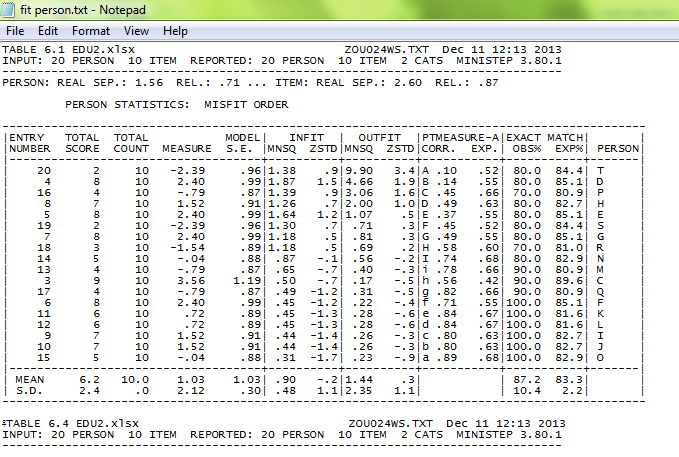 fit person.txt - Notepad
File Edit Format View Help
TABLE 6.1 EDU2.xlsx ZOU024WS.TXT Dec 11 12:13 2013
INPUT: 20 PERSON 10 ITEM REPORTED: 20 PERSON 10 ITEM 2 CATS MINISTEP 3.80.1
--------------------------------------------------------------------------------
PERSON: REAL SEP.: 1.56 REL.: .71 ... ITEM: REAL SEP.: 2.60 REL.: .87
PERSON STATISTICS: MISFIT ORDER
--------------------------------------------------------------------------------
|ENTRY TOTAL TOTAL MODEL| INFIT | OUTFIT |PTMEASURE-A|EXACT MATCH| |
|NUMBER SCORE COUNT MEASURE S.E. |MNSQ ZSTD|MNSQ ZSTD|CORR. EXP.| OBS% EXP%| PERSON|
|------------------------------------+----------+----------+-----------+-----------+--------|
| 20 2 10 -2.39 .96|1.38 .9|9.90 3.4|A .10 .52| 80.0 84.4| T |
| 4 8 10 2.40 .99|1.87 1.5|4.66 1.9|B .14 .55| 80.0 85.1| D |
| 16 4 10 -.79 .87|1.39 .9|3.06 1.6|C .45 .66| 70.0 80.9| P |
| 8 7 10 1.52 .91|1.26 .7|2.00 1.0|D .49 .63| 80.0 82.7| H |
| 5 8 10 2.40 .99|1.64 1.2|1.07 .5|E .37 .55| 80.0 85.1| E |
| 19 2 10 -2.39 .96|1.30 .7| .71 .3|F .45 .52| 80.0 84.4| S |
| 7 8 10 2.40 .99|1.18 .5| .81 .3|G .49 .55| 80.0 85.1| G |
| 18 3 10 -1.54 .89|1.18 .5| .69 .2|H .58 .60| 70.0 81.0| R |
| 14 5 10 -.04 .88| .87 -.1| .56 -.2|I .74 .68| 80.0 82.9| N |
| 13 4 10 -.79 .87| .65 -.7| .40 -.3|i .78 .66| 90.0 80.9| M |
| 3 9 10 3.56 1.19| .50 -.7| .17 -.5|h .56 .42| 90.0 89.6| C |
| 17 4 10 -.79 .87| .49 -1.2| .31 -.5|g .82 .66| 90.0 80.9| Q |
| 6 8 10 2.40 .99| .45 -1.2| .22 -.4|f .71 .55|100.0 85.1| F |
| 11 6 10 .72 .89| .45 -1.3| .28 -.6|e .84 .67|100.0 81.6| K |
| 12 6 10 .72 .89| .45 -1.3| .28 -.6|d .84 .67|100.0 81.6| L |
| 9 7 10 1.52 .91| .44 -1.4| .26 -.3|c .80 .63|100.0 82.7| I |
| 10 7 10 1.52 .91| .44 -1.4| .26 -.3|b .80 .63|100.0 82.7| J |
| 15 5 10 -.04 .88| .31 -1.7| .23 -.9|a .89 .68|100.0 82.9| O |
|------------------------------------+----------+----------+-----------+-----------+--------|
| MEAN 6.2 10.0 1.03 1.03| .90 -.2|1.44 .3| | 87.2 83.3| |
| S.D. 2.4 .0 2.12 .30| .48 1.1|2.35 1.1| | 10.4 2.2| |
--------------------------------------------------------------------------------
TABLE 6.4 EDU2.xlsx ZOU024WS.TXT Dec 11 12:13 2013
INPUT: 20 PERSON 10 ITEM REPORTED: 20 PERSON 10 ITEM 2 CATS MINISTEP 3.80.1
--------------------------------------------------------------------------------